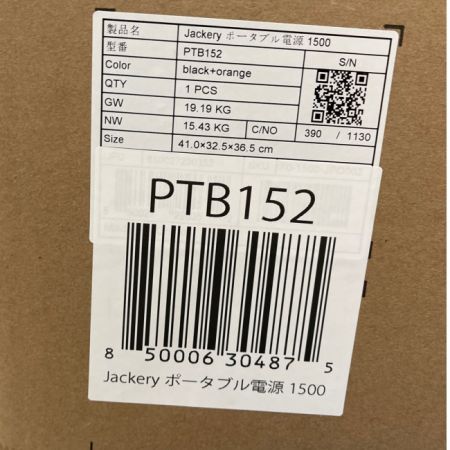 製品名 Jackery ポータブル電源 1500
型番 PTB152 S/N
Color black+orange
QTY 1 PCS
GW 19.19 KG
NW 15.43 KG C/NO 390 / 1130
Size 41.0×32.5×36.5 cm
PTB152
8 50006 30487 5
Jackery ポータブル電源 1500